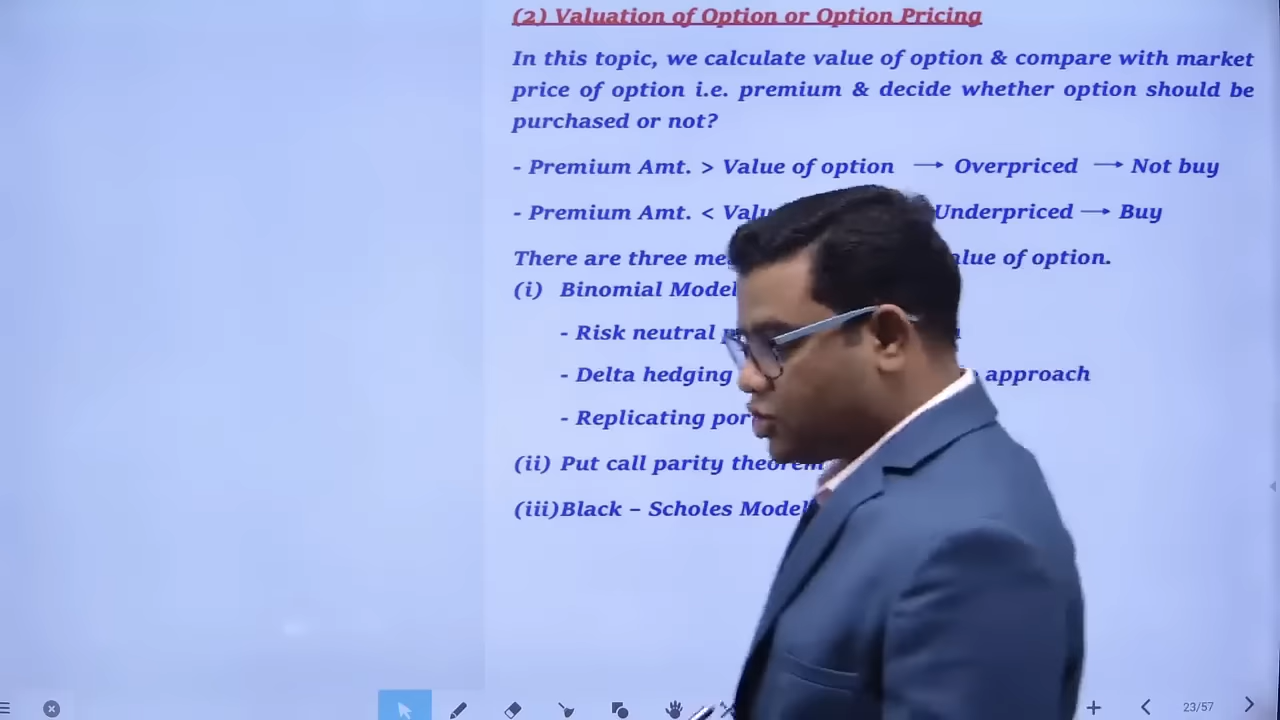 (2) Valuation of Option or Option Pricing
In this topic, we calculate value of option & compare with market
price of option i.e. premium & decide whether option should be
purchased or not?
- Premium Amt. > Value of option → Overpriced → Not buy
- Premium Amt. < Underpriced → Buy
There are three of option.
(i) Binomial Model
- Risk neutral
- Delta hedging approach
- Replicating
(ii) Put call parity theorem
(iii)Black – Scholes Model
23/57